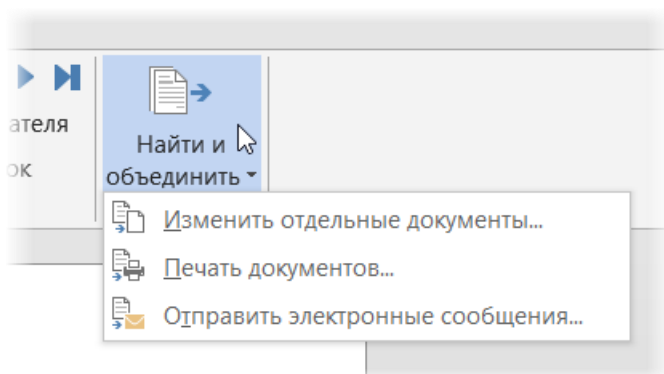 ателя
ок
Найти и
объединить
Изменить отдельные документы...
Печать документов...
Отправить электронные сообщения...